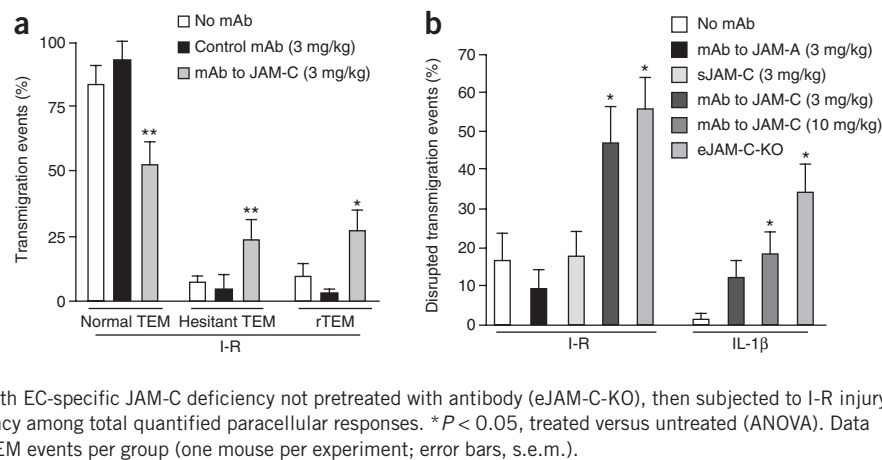 a
No mAb
Control mAb (3 mg/kg)
mAb to JAM-C (3 mg/kg)
Transmigration events (%)
100
75
50
25
0
**
**
*
Normal TEM Hesitant TEM rTEM
I-R
b
No mAb
mAb to JAM-A (3 mg/kg)
sJAM-C (3 mg/kg)
mAb to JAM-C (3 mg/kg)
mAb to JAM-C (10 mg/kg)
eJAM-C-KO
Disrupted transmigration events (%)
70
60
50
40
30
20
10
0
*
*
*
*
I-R IL-1β
th EC-specific JAM-C deficiency not pretreated with antibody (eJAM-C-KO), then subjected to I-R injury
ncy among total quantified paracellular responses. *P < 0.05, treated versus untreated (ANOVA). Data
EM events per group (one mouse per experiment; error bars, s.e.m.).